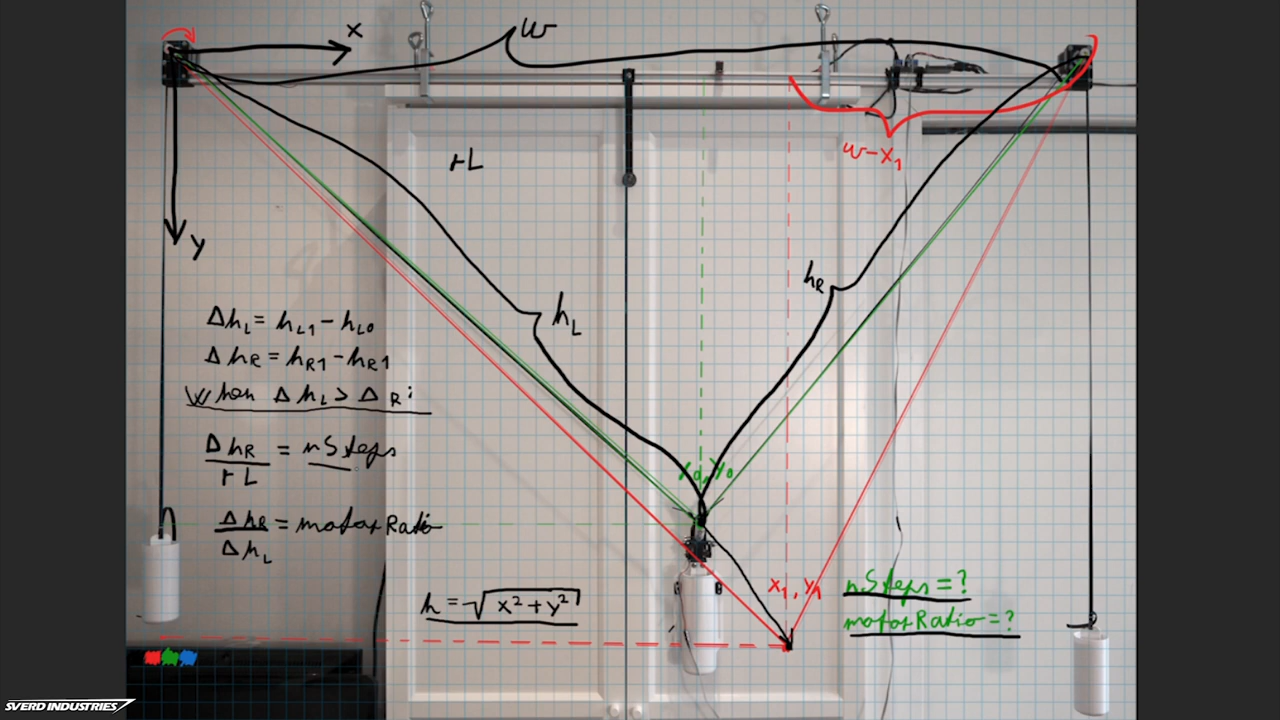 x
w
w-x₁
rL
y
hR
hL
ΔhL = hL1 - hL0
ΔhR = hR1 - hR1
When ΔhL > ΔR:
ΔhR / rL = nSteps
ΔhR / ΔhL = motorRatio
x₀, y₀
h = √x² + y²
x₁, y₁
nSteps = ?
motorRatio = ?
SVERD INDUSTRIES